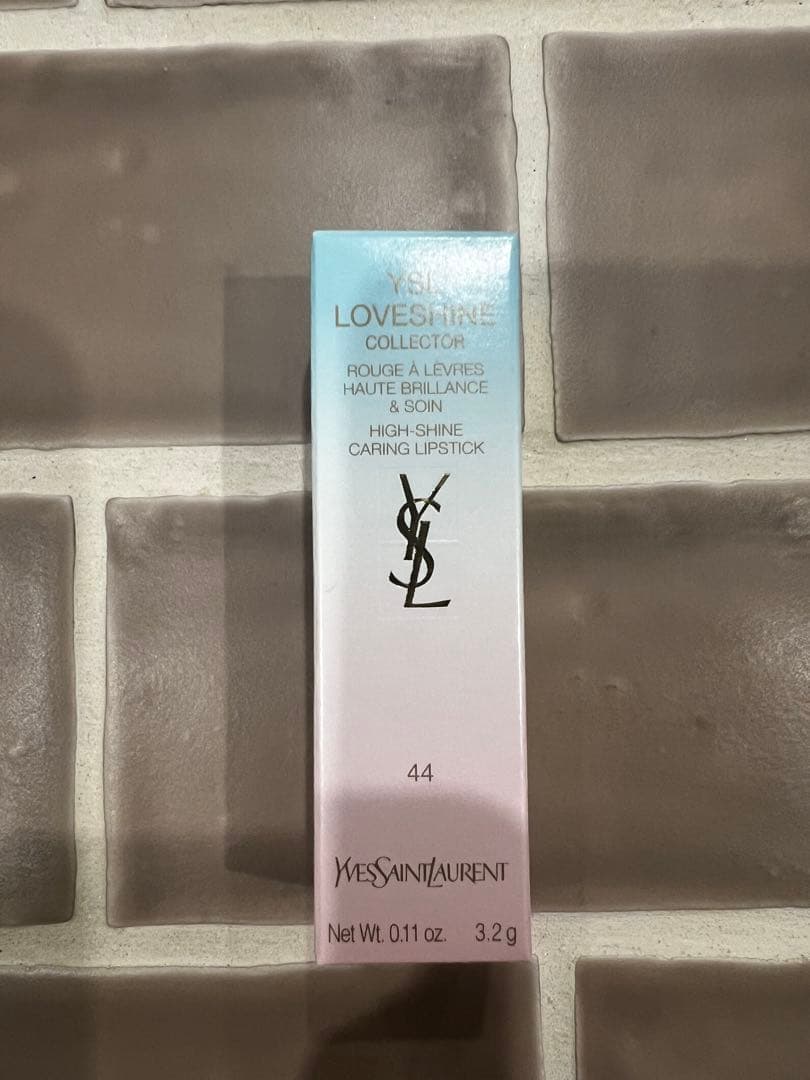 YSL
LOVESHINE
COLLECTOR
ROUGE À LÈVRES
HAUTE BRILLANCE
& SOIN
HIGH-SHINE
CARING LIPSTICK
YSL
44
YVESSAINTLAURENT
Net Wt. 0.11 oz. 3.2 g